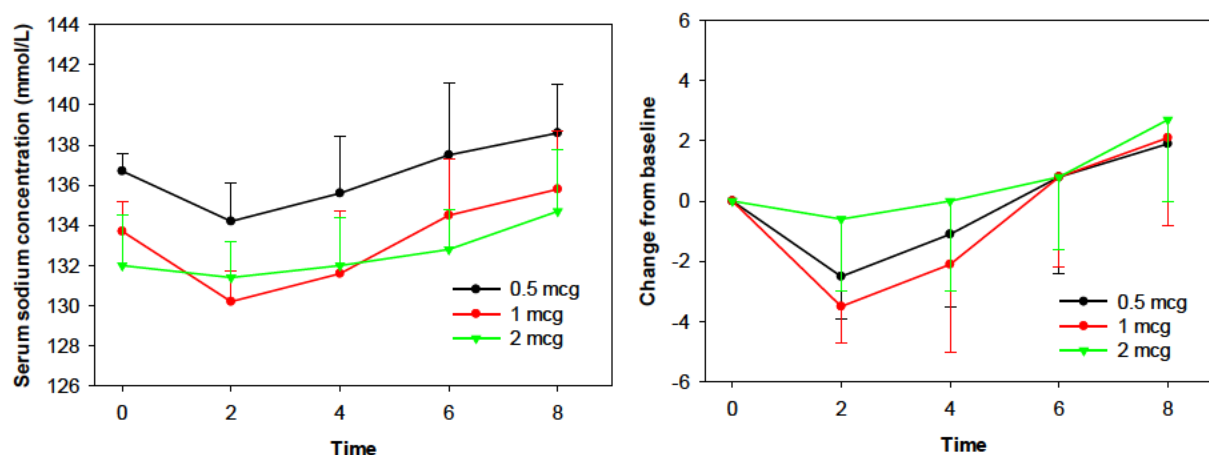 Serum sodium concentration (mmol/L)
144
142
140
138
136
134
132
130
128
126
0 2 4 6 8
Time
0.5 mcg
1 mcg
2 mcg
Change from baseline
6
4
2
0
-2
-4
-6
0 2 4 6 8
Time
0.5 mcg
1 mcg
2 mcg